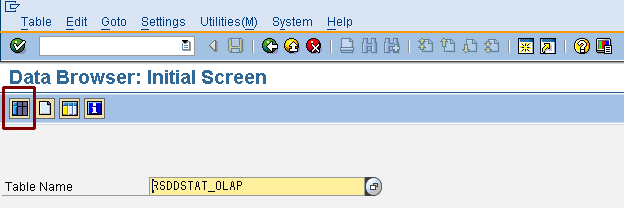 Table Edit Goto Settings Utilities(M) System Help
Data Browser: Initial Screen
Table Name RSDDSTAT_OLAP